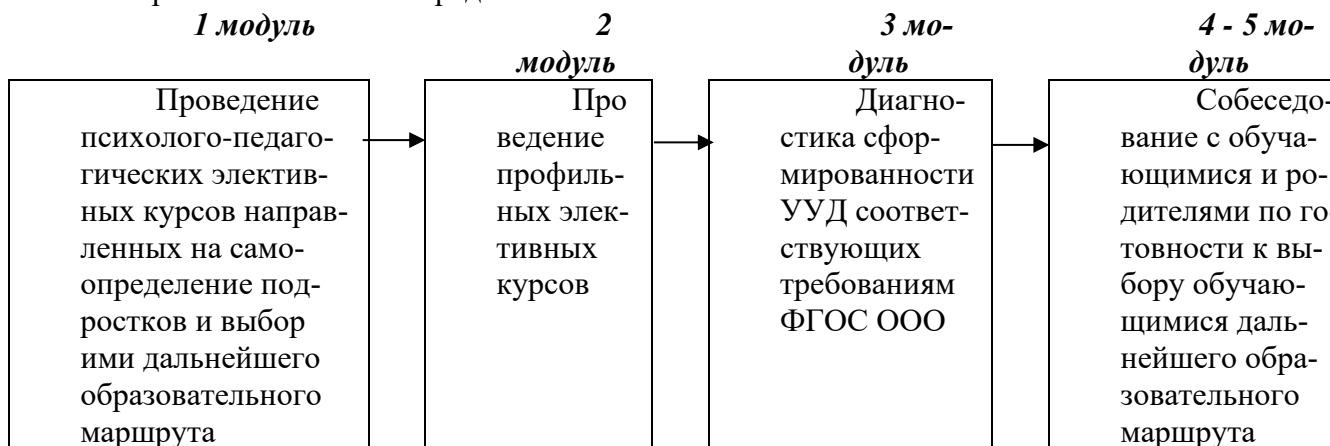 1 модуль
Проведение
психолого-педаго-
гических электив-
ных курсов направ-
ленных на само-
определение под-
ростков и выбор
ими дальнейшего
образовательного
маршрута
2
модуль
Про
ведение
профиль-
ных элек-
тивных
курсов
3 мо-
дуль
Диагно-
стика сфор-
мированности
УУД соответ-
ствующих
требованиям
ФГОС ООО
4 - 5 мо-
дуль
Собеседо-
вание с обуча-
ющимися и ро-
дителями по го
товности к вы-
бору обучаю-
щимися даль-
нейшего обра-
зовательного
маршрута